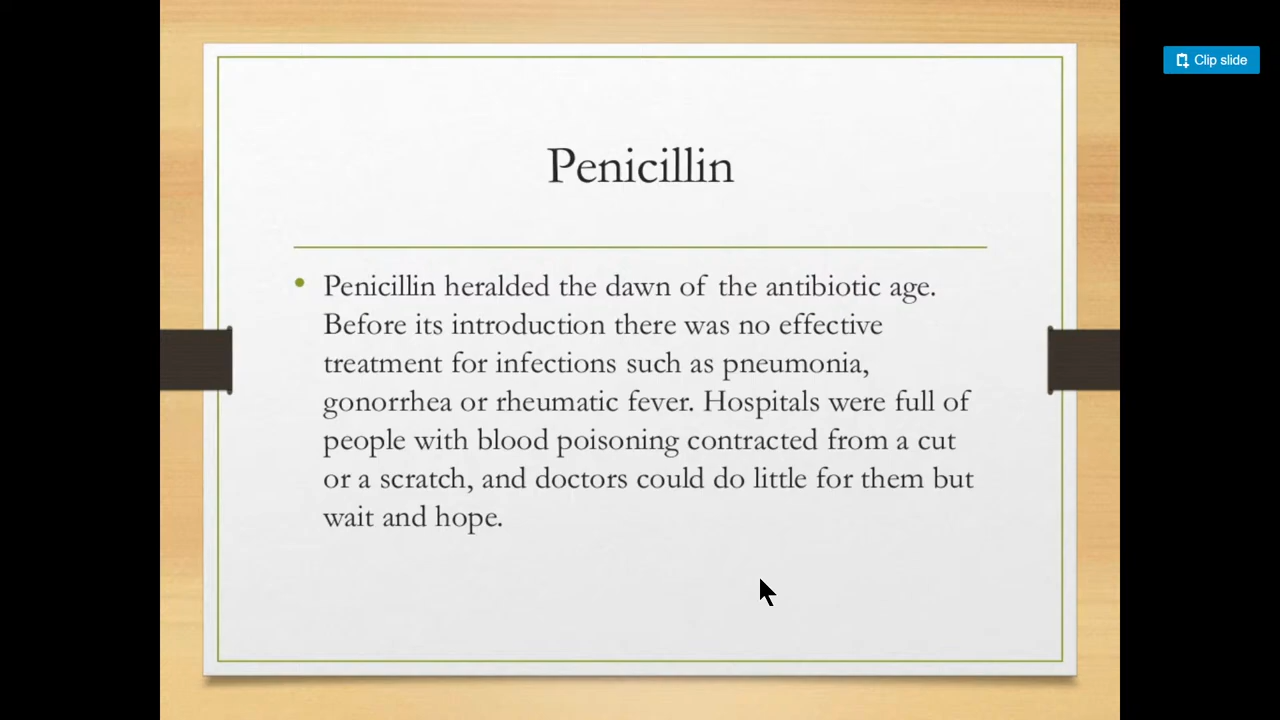 Clip slide
Penicillin
Penicillin heralded the dawn of the antibiotic age.
Before its introduction there was no effective
treatment for infections such as pneumonia,
gonorrhea or rheumatic fever. Hospitals were full of
people with blood poisoning contracted from a cut
or a scratch, and doctors could do little for them but
wait and hope.